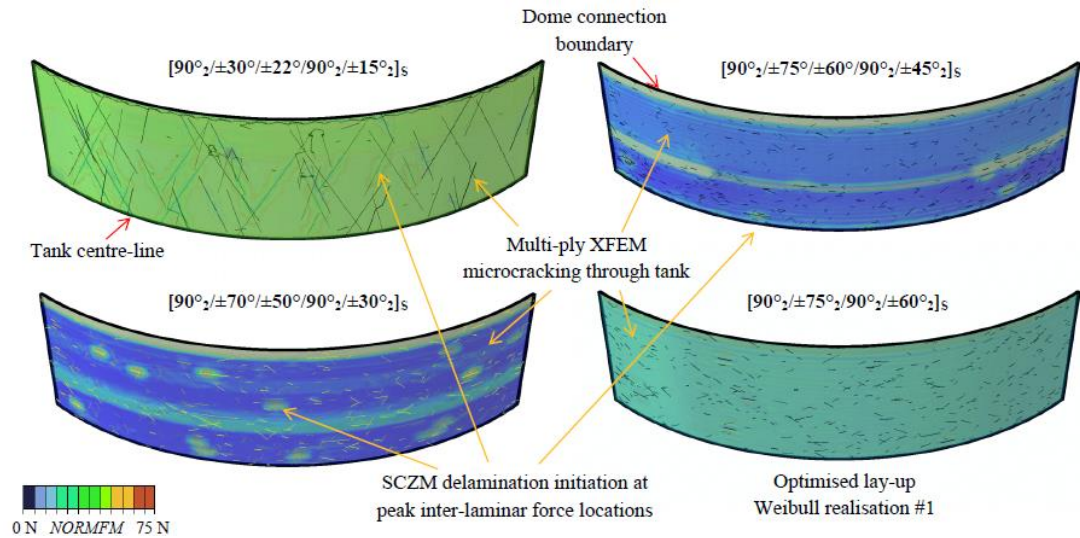 Dome connection
boundary
[90°₂/±30°/±22°/90°₂/±15°₂]ₛ
[90°₂/±75°/±60°/90°₂/±45°₂]ₛ
Tank centre-line
Multi-ply XFEM
microcracking through tank
[90°₂/±70°/±50°/90°₂/±30°₂]ₛ
[90°₂/±75°₂/90°₂/±60°₂]ₛ
SCZM delamination initiation at
peak inter-laminar force locations
Optimised lay-up
Weibull realisation #1
0 N NORMFM 75 N